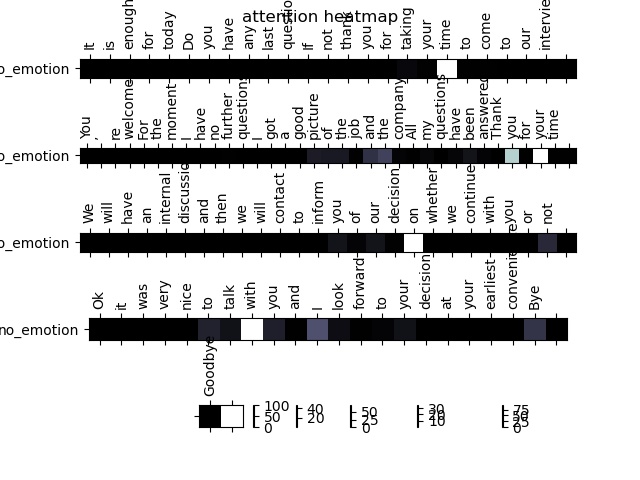 attention heatmap
It is enough for today Do you have any last questio If not thank you for taking your time to come to our intervie
o_emotion
You , re welcome For the moment I have no further questions I got a good picture of the job and the company All my questions have been answered Thank you for your time
o_emotion
We will have an internal discussio and then we will contact to inform you of our decision on whether we continue with you or not
o_emotion
Ok it was very nice to talk with you and I look forward to your decision at your earliest convenience Bye
no_emotion
Goodbye
100 50 0
40 20
50 25 0
30 20 10
75 50 25 0